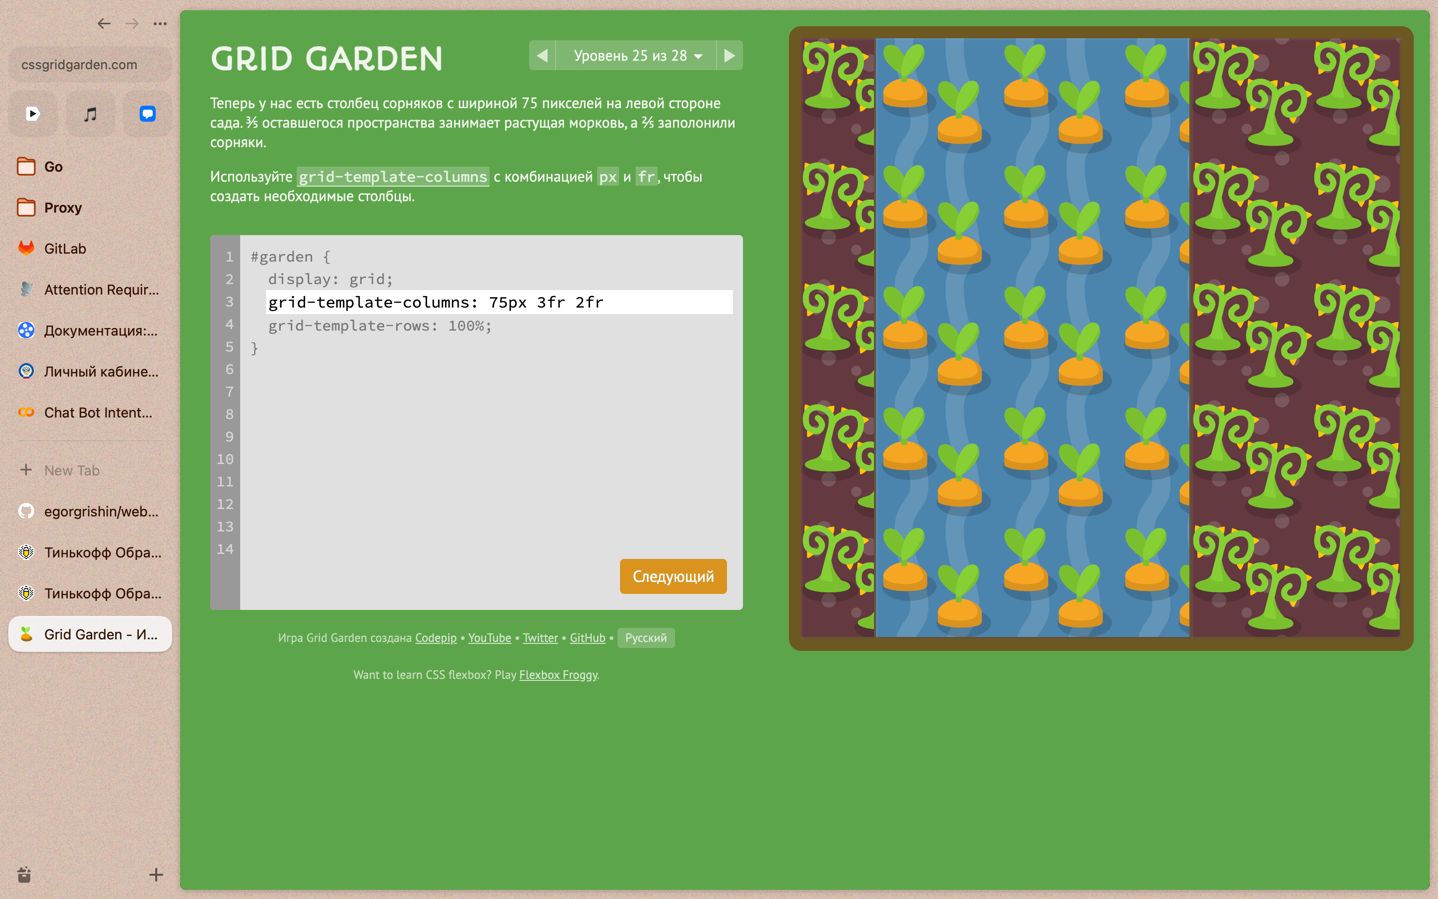 cssgridgarden.com
Go
Proxy
GitLab
Attention Requir...
Документация:...
Личный кабине...
Chat Bot Intent...
New Tab
egorgrishin/web...
Тинькофф Обра...
Тинькофф Обра...
Grid Garden - И...
GRID GARDEN
Уровень 25 из 28
Теперь у нас есть столбец сорняков с шириной 75 пикселей на левой стороне
сада. ⅗ оставшегося пространства занимает растущая морковь, а ⅖ заполонили
сорняки.
Используйте grid-template-columns с комбинацией px и fr, чтобы
создать необходимые столбцы.
1 #garden {
2 display: grid;
3 grid-template-columns: 75px 3fr 2fr
4 grid-template-rows: 100%;
5 }
6
7
8
9
10
11
12
13
14
Следующий
Игра Grid Garden создана Codepip • YouTube • Twitter • GitHub • Русский
Want to learn CSS flexbox? Play Flexbox Froggy.